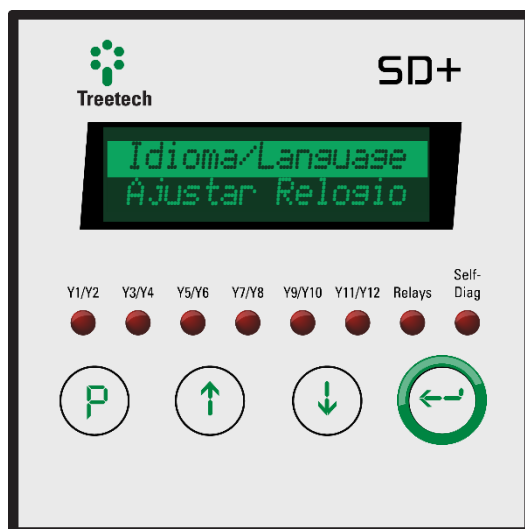 SD+
Treetech
Idioma/Language
Ajustar Relogio
Y1/Y2 Y3/Y4 Y5/Y6 Y7/Y8 Y9/Y10 Y11/Y12 Relays Self-
Diag
P